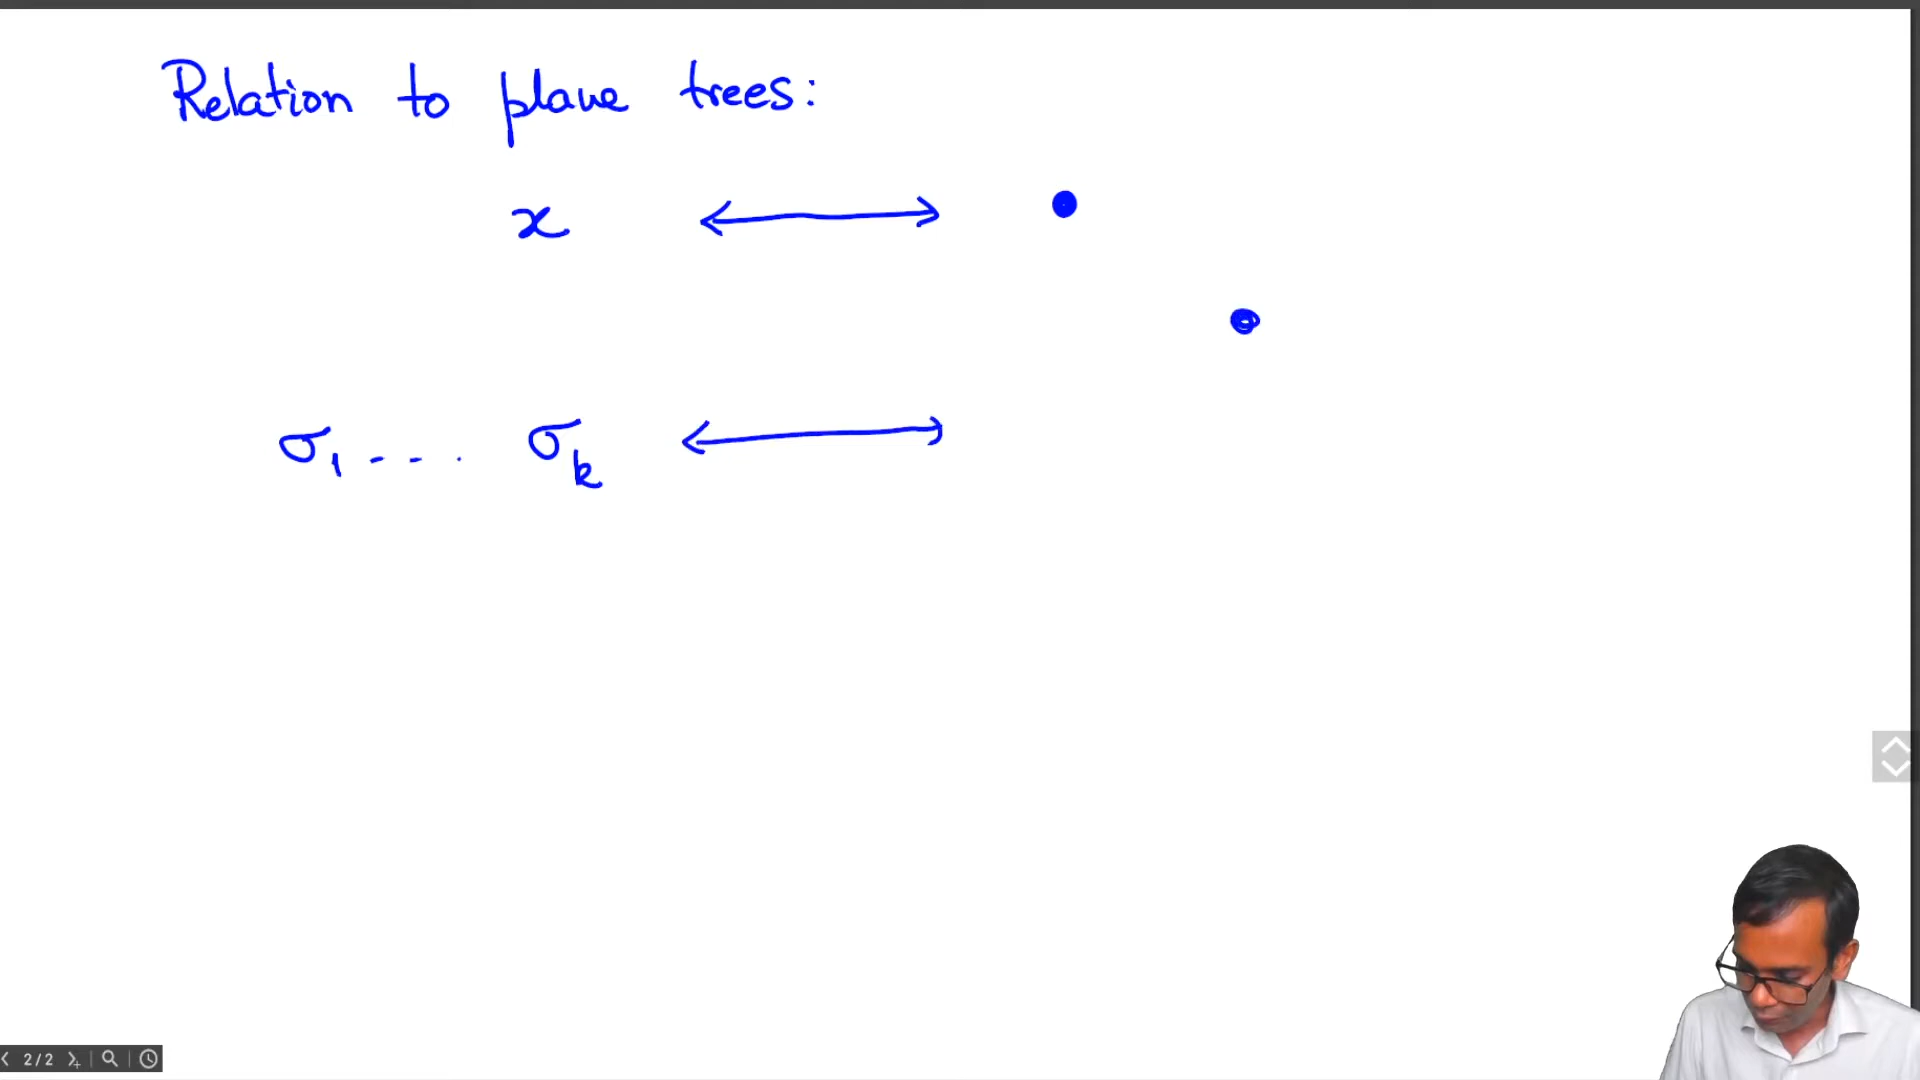 Relation to plane trees:
x ⟷ •
σ₁ ... σₖ ⟷
2/2